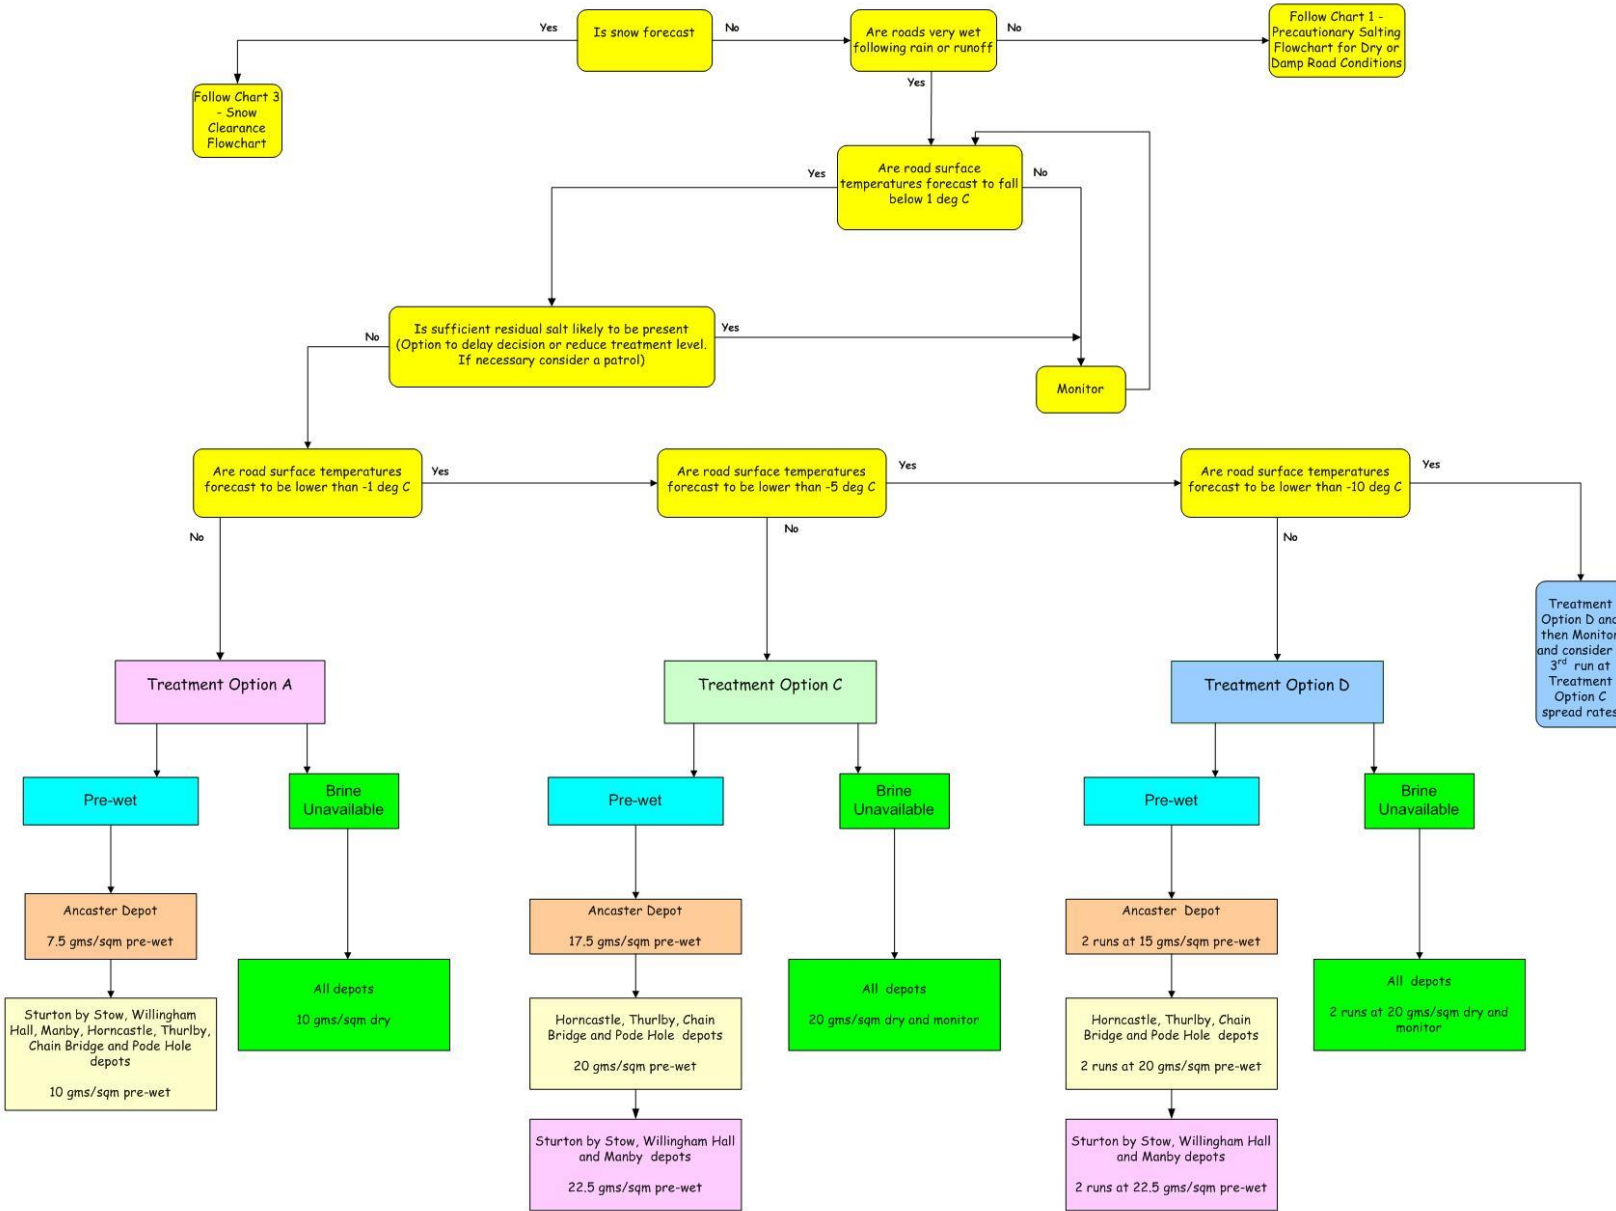 Yes
Is snow forecast
No
Are roads very wet
following rain or runoff
No
Follow Chart 1 -
Precautionary Salting
Flowchart for Dry or
Damp Road Conditions
Follow Chart 3
- Snow
Clearance
Flowchart
Yes
Yes
Are road surface
temperatures forecast to fall
below 1 deg C
No
No
Is sufficient residual salt likely to be present
(Option to delay decision or reduce treatment level.
If necessary consider a patrol)
Yes
Monitor
Are road surface temperatures
forecast to be lower than -1 deg C
Yes
Are road surface temperatures
forecast to be lower than -5 deg C
Yes
Are road surface temperatures
forecast to be lower than -10 deg C
Yes
No
No
No
Treatment
Option D and
then Monitor
and consider
3rd run at
Treatment
Option C
spread rates
Treatment Option A
Treatment Option C
Treatment Option D
Pre-wet
Brine
Unavailable
Pre-wet
Brine
Unavailable
Pre-wet
Brine
Unavailable
Ancaster Depot
7.5 gms/sqm pre-wet
Ancaster Depot
17.5 gms/sqm pre-wet
Ancaster Depot
2 runs at 15 gms/sqm pre-wet
All depots
10 gms/sqm dry
All depots
20 gms/sqm dry and monitor
All depots
2 runs at 20 gms/sqm dry and
monitor
Sturton by Stow, Willingham
Hall, Manby, Horncastle, Thurlby,
Chain Bridge and Pode Hole
depots
10 gms/sqm pre-wet
Horncastle, Thurlby, Chain
Bridge and Pode Hole depots
20 gms/sqm pre-wet
Horncastle, Thurlby, Chain
Bridge and Pode Hole depots
2 runs at 20 gms/sqm pre-wet
Sturton by Stow, Willingham Hall
and Manby depots
22.5 gms/sqm pre-wet
Sturton by Stow, Willingham Hall
and Manby depots
2 runs at 22.5 gms/sqm pre-wet